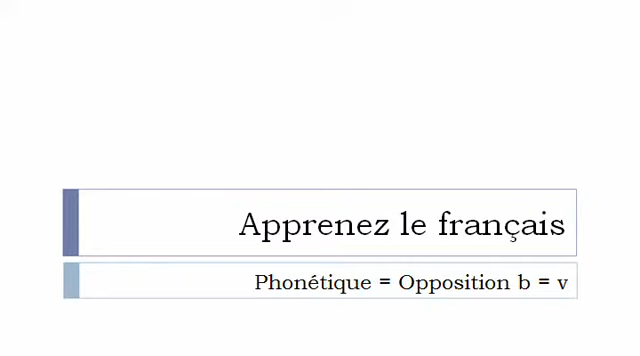 Apprenez le français
Phonétique = Opposition b = v